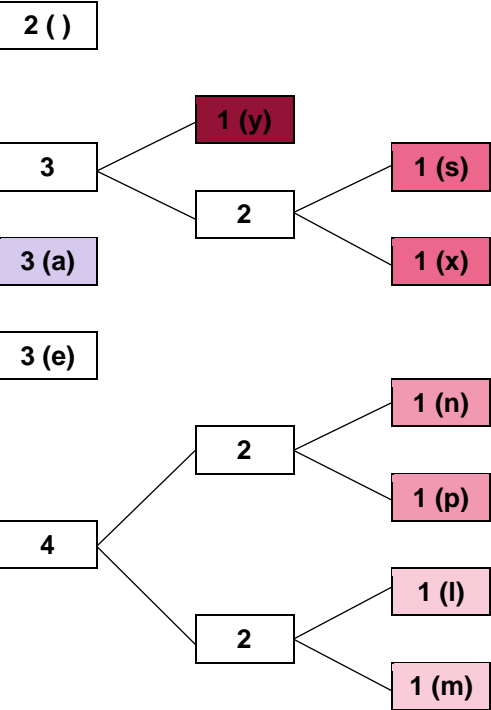 2 ( )
1 (y)
3
1 (s)
2
3 (a)
1 (x)
3 (e)
1 (n)
2
1 (p)
4
1 (l)
2
1 (m)